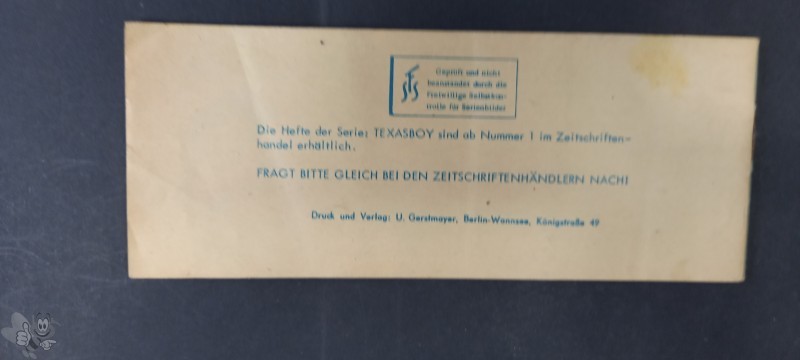 Geprüft und nicht
beanstandet durch die
Freiwillige Selbstkon-
trolle für Serienbilder
Die Hefte der Serie: TEXASBOY sind ab Nummer 1 im Zeitschriften-
handel erhältlich.
FRAGT BITTE GLEICH BEI DEN ZEITSCHRIFTENHÄNDLERN NACH!
Druck und Verlag: U. Gerstmayer, Berlin-Wannsee, Königstraße 49